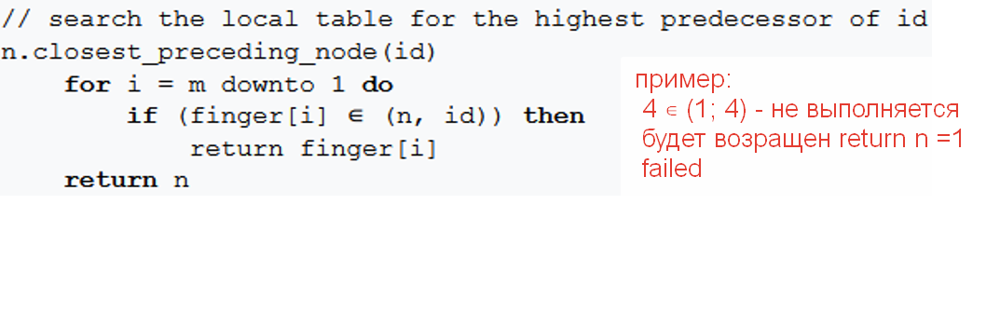 // search the local table for the highest predecessor of id
n.closest_preceding_node(id)
for i = m downto 1 do
if (finger[i] ∈ (n, id)) then
return finger[i]
return n
пример:
4 ∈ (1; 4) - не выполняется
будет возращен return n =1
failed